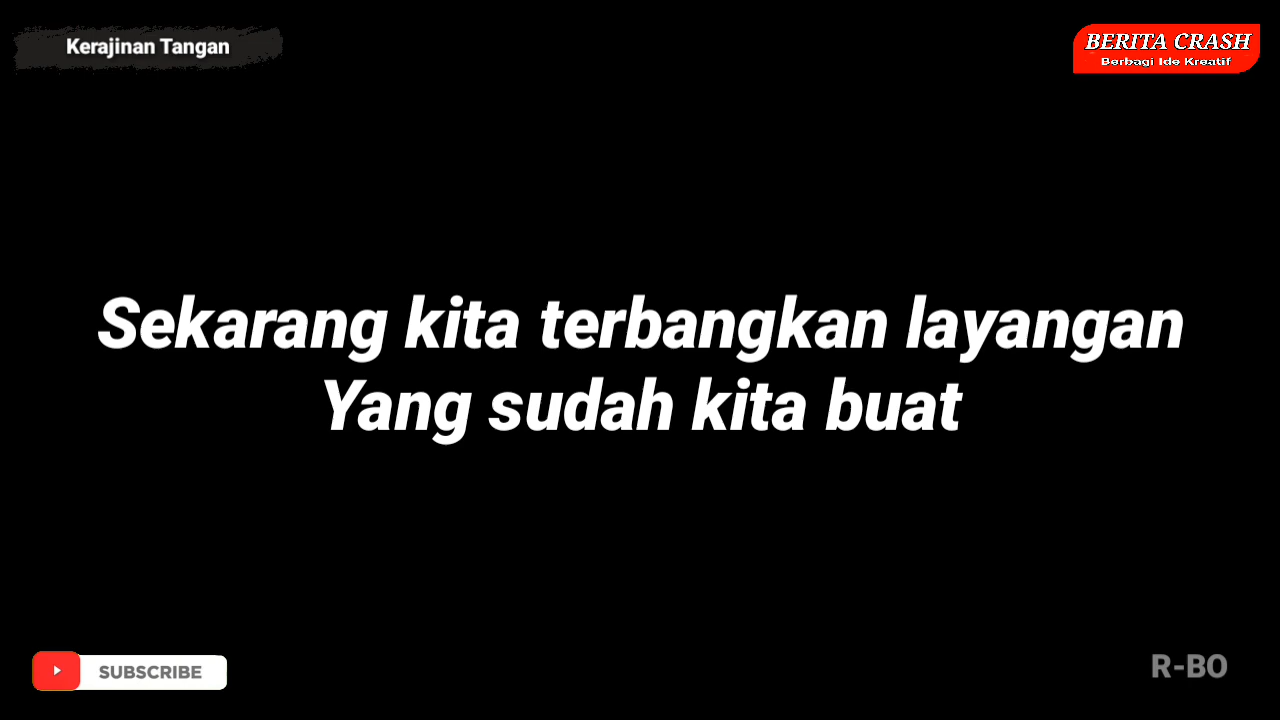 Kerajinan Tangan
BERITA CRASH
Berbagi Ide Kreatif
Sekarang kita terbangkan layangan
Yang sudah kita buat
SUBSCRIBE
R-BO